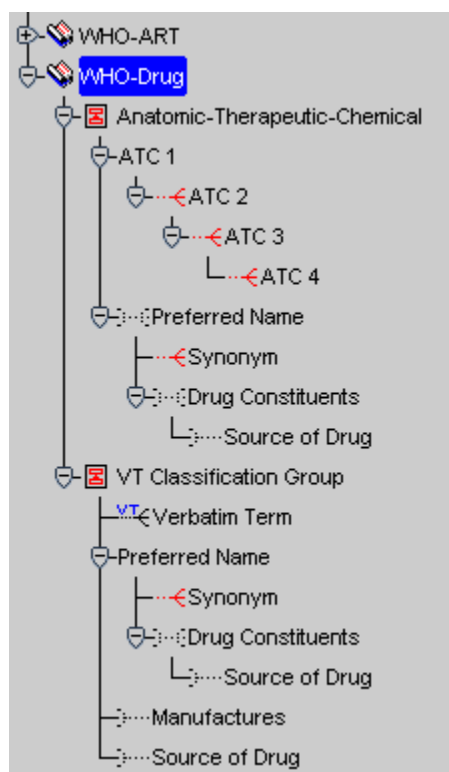 WHO-ART
WHO-Drug
Anatomic-Therapeutic-Chemical
ATC 1
ATC 2
ATC 3
ATC 4
Preferred Name
Synonym
Drug Constituents
Source of Drug
VT Classification Group
VT Verbatim Term
Preferred Name
Synonym
Drug Constituents
Source of Drug
Manufactures
Source of Drug